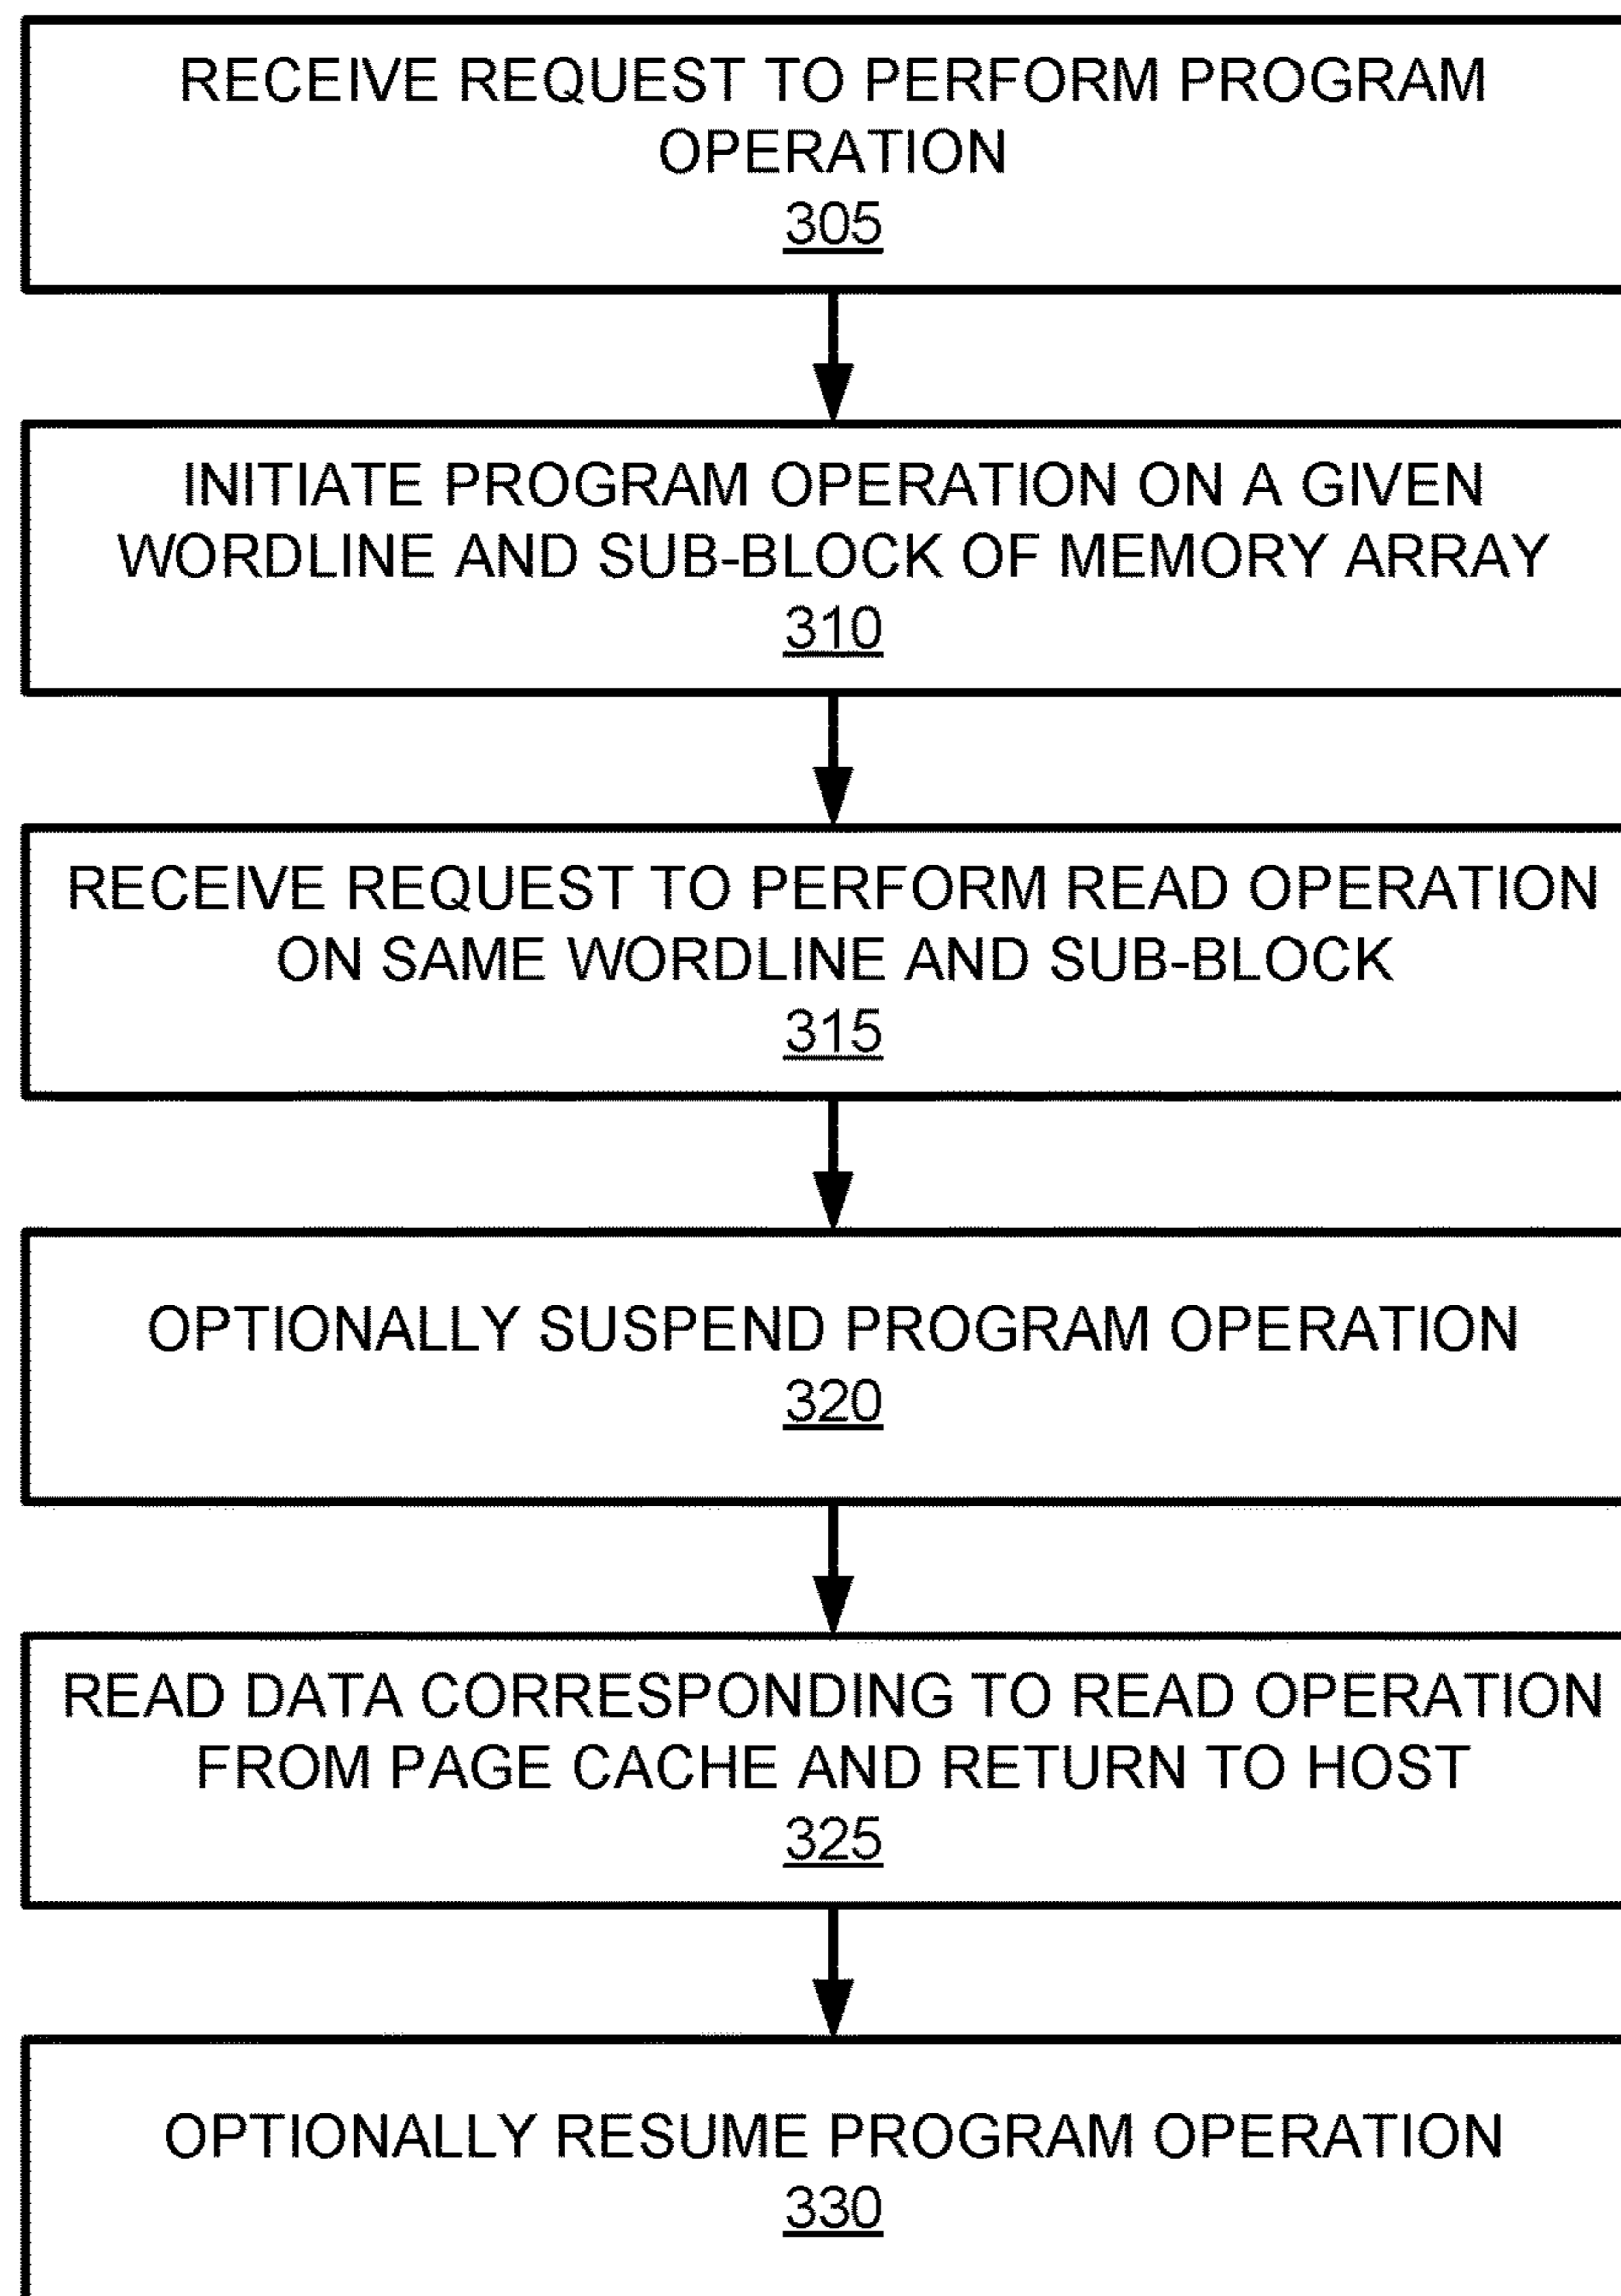 RECEIVE REQUEST TO PERFORM PROGRAM
OPERATION
305
INITIATE PROGRAM OPERATION ON A GIVEN
WORDLINE AND SUB-BLOCK OF MEMORY ARRAY
310
RECEIVE REQUEST TO PERFORM READ OPERATION
ON SAME WORDLINE AND SUB-BLOCK
315
OPTIONALLY SUSPEND PROGRAM OPERATION
320
READ DATA CORRESPONDING TO READ OPERATION
FROM PAGE CACHE AND RETURN TO HOST
325
OPTIONALLY RESUME PROGRAM OPERATION
330